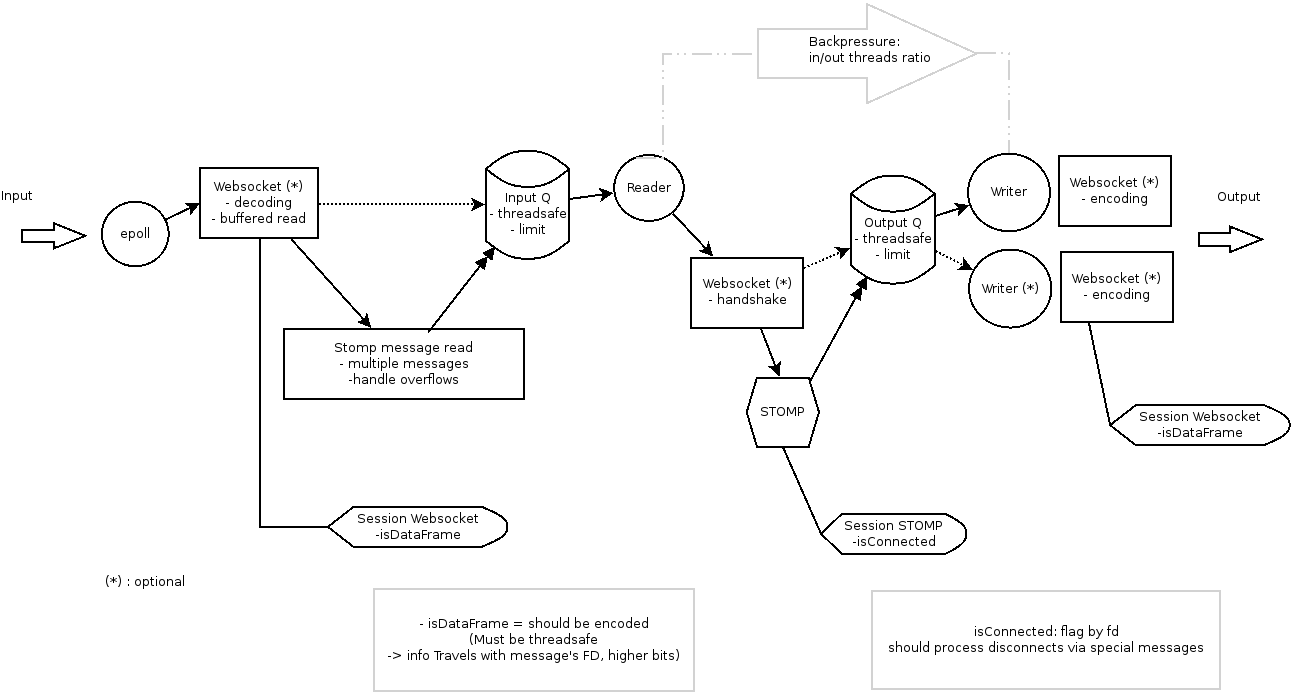 Backpressure:
in/out threads ratio
Input
epoll
Websocket (*)
- decoding
- buffered read
Input Q
- threadsafe
- limit
Reader
Output Q
- threadsafe
- limit
Writer
Websocket (*)
- encoding
Output
Writer (*)
Websocket (*)
- encoding
Websocket (*)
- handshake
Stomp message read
- multiple messages
-handle overflows
STOMP
Session Websocket
-isDataFrame
Session Websocket
-isDataFrame
Session STOMP
-isConnected
(*) : optional
- isDataFrame = should be encoded
(Must be threadsafe
-> info Travels with message's FD, higher bits)
isConnected: flag by fd
should process disconnects via special messages